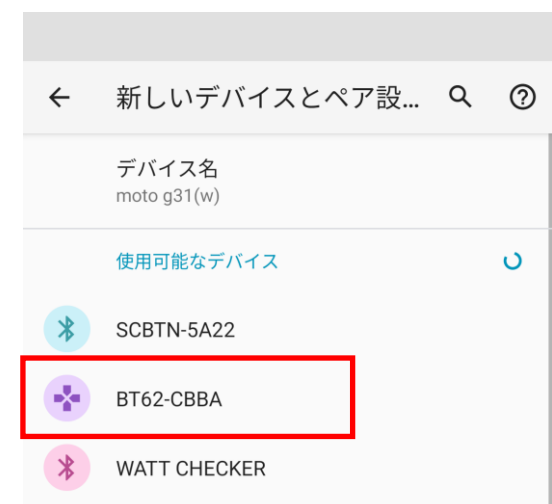 新しいデバイスとペア設...
デバイス名
moto g31(w)
使用可能なデバイス
SCBTN-5A22
BT62-CBBA
WATT CHECKER